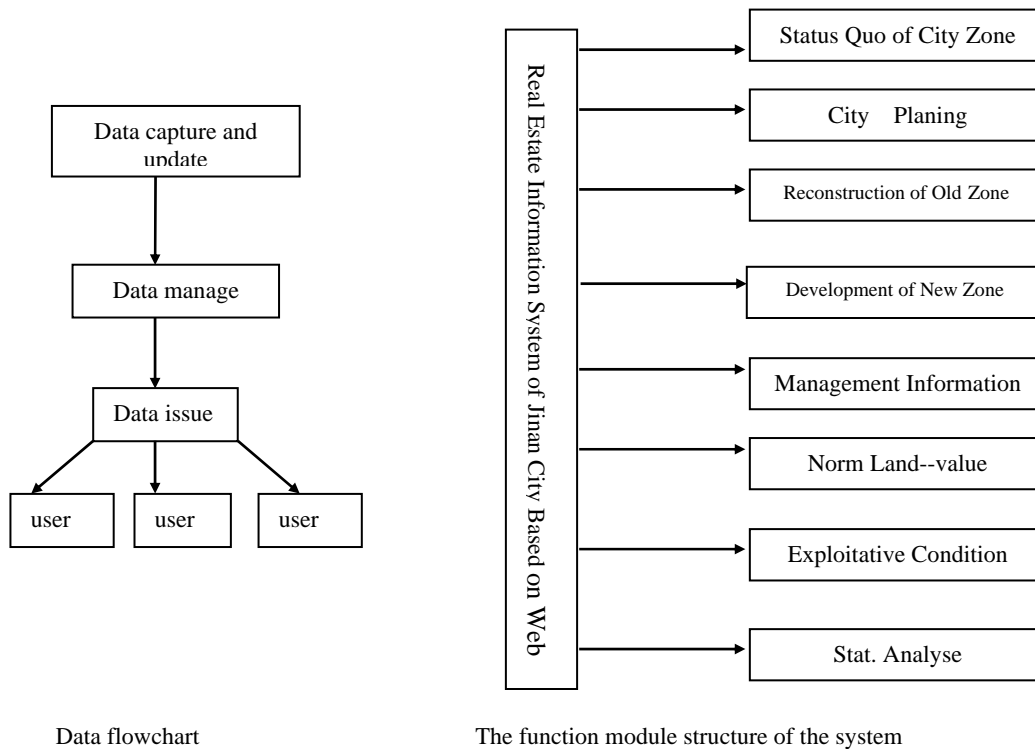 Data capture and
update
Data manage
Data issue
user
user
user
Data flowchart
Real Estate Information System of Jinan City Based on Web
Status Quo of City Zone
City Planing
Reconstruction of Old Zone
Development of New Zone
Management Information
Norm Land--value
Exploitative Condition
Stat. Analyse
The function module structure of the system